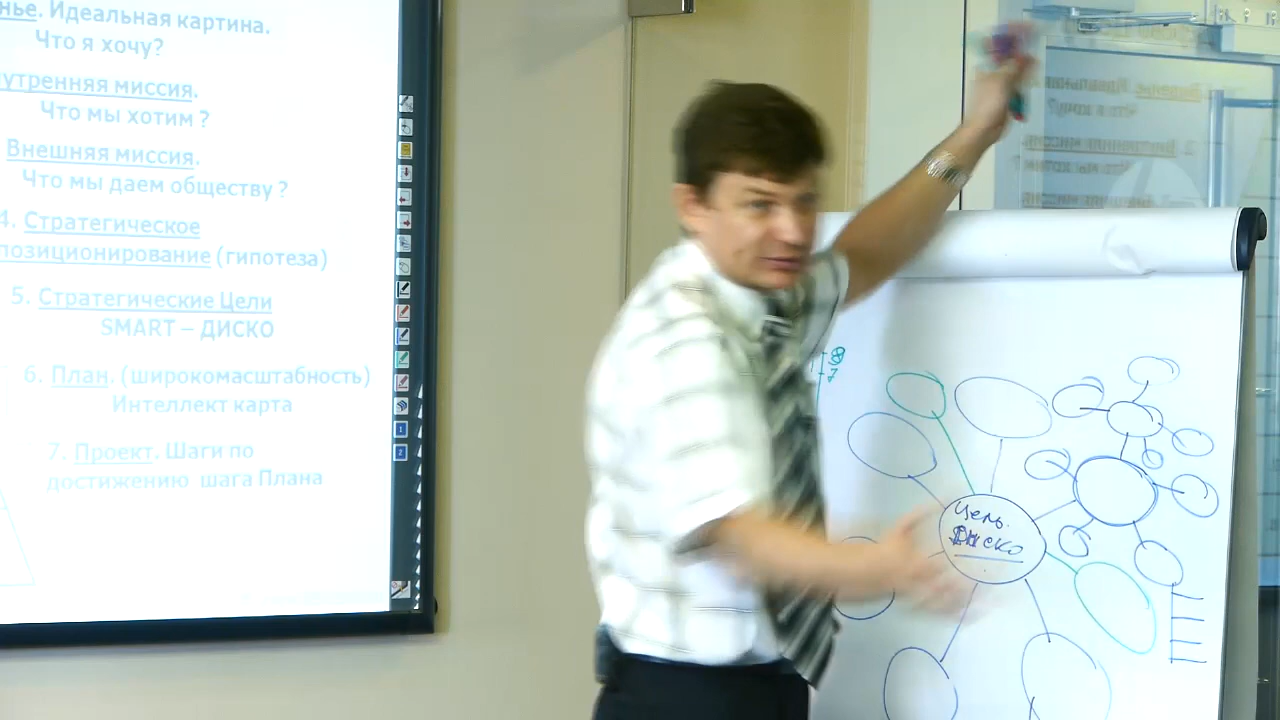 нье. Идеальная картина.
Что я хочу?
утренняя миссия.
Что мы хотим ?
Внешняя миссия.
Что мы даем обществу ?
4. Стратегическое
позиционирование (гипотеза)
5. Стратегические Цели
SMART – ДИСКО
6. План. (широкомасштабность)
Интеллект карта
7. Проект. Шаги по
достижению шага Плана
Цель.
ДИСКО